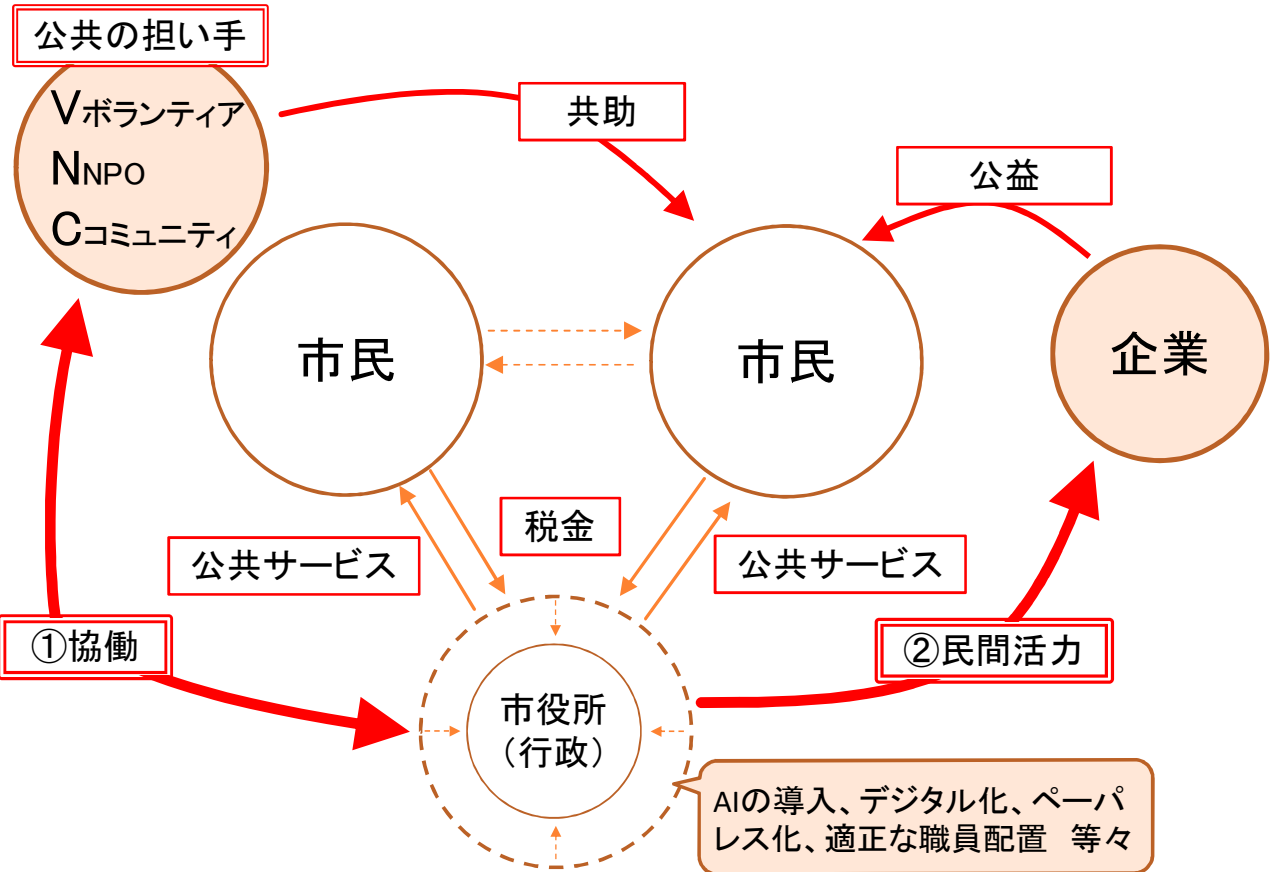 公共の担い手
Vボランティア
NNPO
Cコミュニティ
共助
公益
市民
市民
企業
税金
公共サービス
公共サービス
①協働
②民間活力
市役所
（行政）
AIの導入、デジタル化、ペーパ
レス化、適正な職員配置　等々